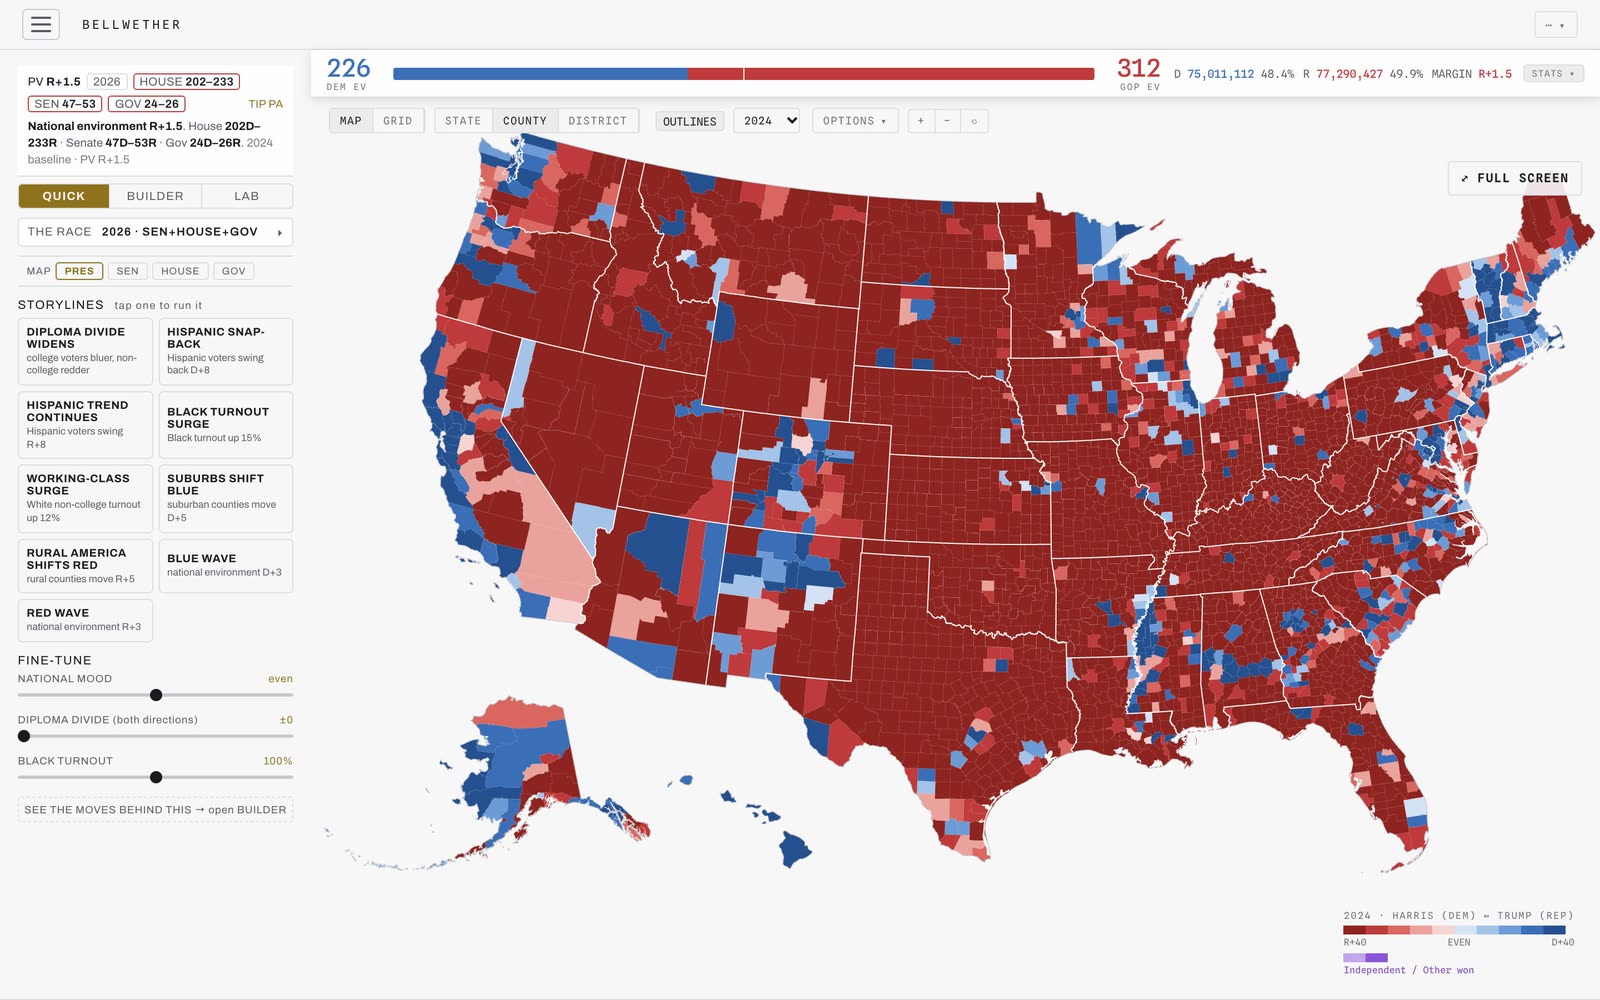 BELLWETHER
⋯ ▾
PV R+1.5 2026 HOUSE 202–233
SEN 47–53 GOV 24–26 TIP PA
National environment R+1.5. House 202D–
233R · Senate 47D–53R · Gov 24D–26R. 2024
baseline · PV R+1.5
QUICK BUILDER LAB
THE RACE 2026 · SEN+HOUSE+GOV ▸
MAP PRES SEN HOUSE GOV
STORYLINES tap one to run it
DIPLOMA DIVIDE
WIDENS
college voters bluer, non-
college redder
HISPANIC SNAP-
BACK
Hispanic voters swing
back D+8
HISPANIC TREND
CONTINUES
Hispanic voters swing
R+8
BLACK TURNOUT
SURGE
Black turnout up 15%
WORKING-CLASS
SURGE
White non-college turnout
up 12%
SUBURBS SHIFT
BLUE
suburban counties move
D+5
RURAL AMERICA
SHIFTS RED
rural counties move R+5
BLUE WAVE
national environment D+3
RED WAVE
national environment R+3
FINE-TUNE
NATIONAL MOOD even
DIPLOMA DIVIDE (both directions) ±0
BLACK TURNOUT 100%
SEE THE MOVES BEHIND THIS → open BUILDER
226
DEM EV
312
GOP EV
D 75,011,112 48.4% R 77,290,427 49.9% MARGIN R+1.5 STATS ▾
MAP GRID STATE COUNTY DISTRICT OUTLINES 2024 OPTIONS ▾ + − ⟲
⤢ FULL SCREEN
2024 · HARRIS (DEM) ↔ TRUMP (REP)
R+40 EVEN D+40
Independent / Other won